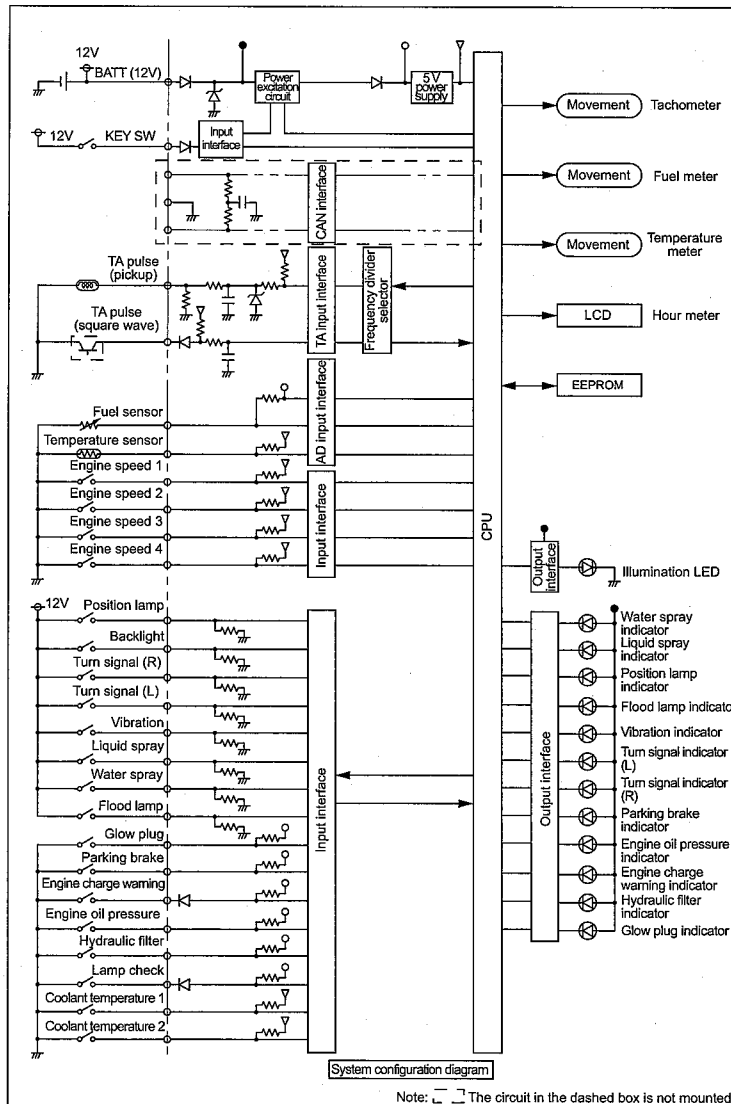 12V
BATT (12V)
Power
excitation
circuit
5 V
power
supply
12V
KEY SW
Input
interface
CAN interface
TA pulse
(pickup)
TA pulse
(square wave)
TA input interface
Frequency divider
selector
Fuel sensor
Temperature sensor
AD input interface
Engine speed 1
Engine speed 2
Engine speed 3
Engine speed 4
Input interface
CPU
Movement
Tachometer
Movement
Fuel meter
Movement
Temperature
meter
LCD
Hour meter
EEPROM
Output
interface
Illumination LED
12V
Position lamp
Backlight
Turn signal (R)
Turn signal (L)
Vibration
Liquid spray
Water spray
Flood lamp
Glow plug
Parking brake
Engine charge warning
Engine oil pressure
Hydraulic filter
Lamp check
Coolant temperature 1
Coolant temperature 2
Input interface
Output interface
Water spray
indicator
Liquid spray
indicator
Position lamp
indicator
Flood lamp indicato
Vibration indicator
Turn signal indicator
(L)
Turn signal indicator
(R)
Parking brake
indicator
Engine oil pressure
indicator
Engine charge
warning indicator
Hydraulic filter
indicator
Glow plug indicator
System configuration diagram
Note: The circuit in the dashed box is not mounted